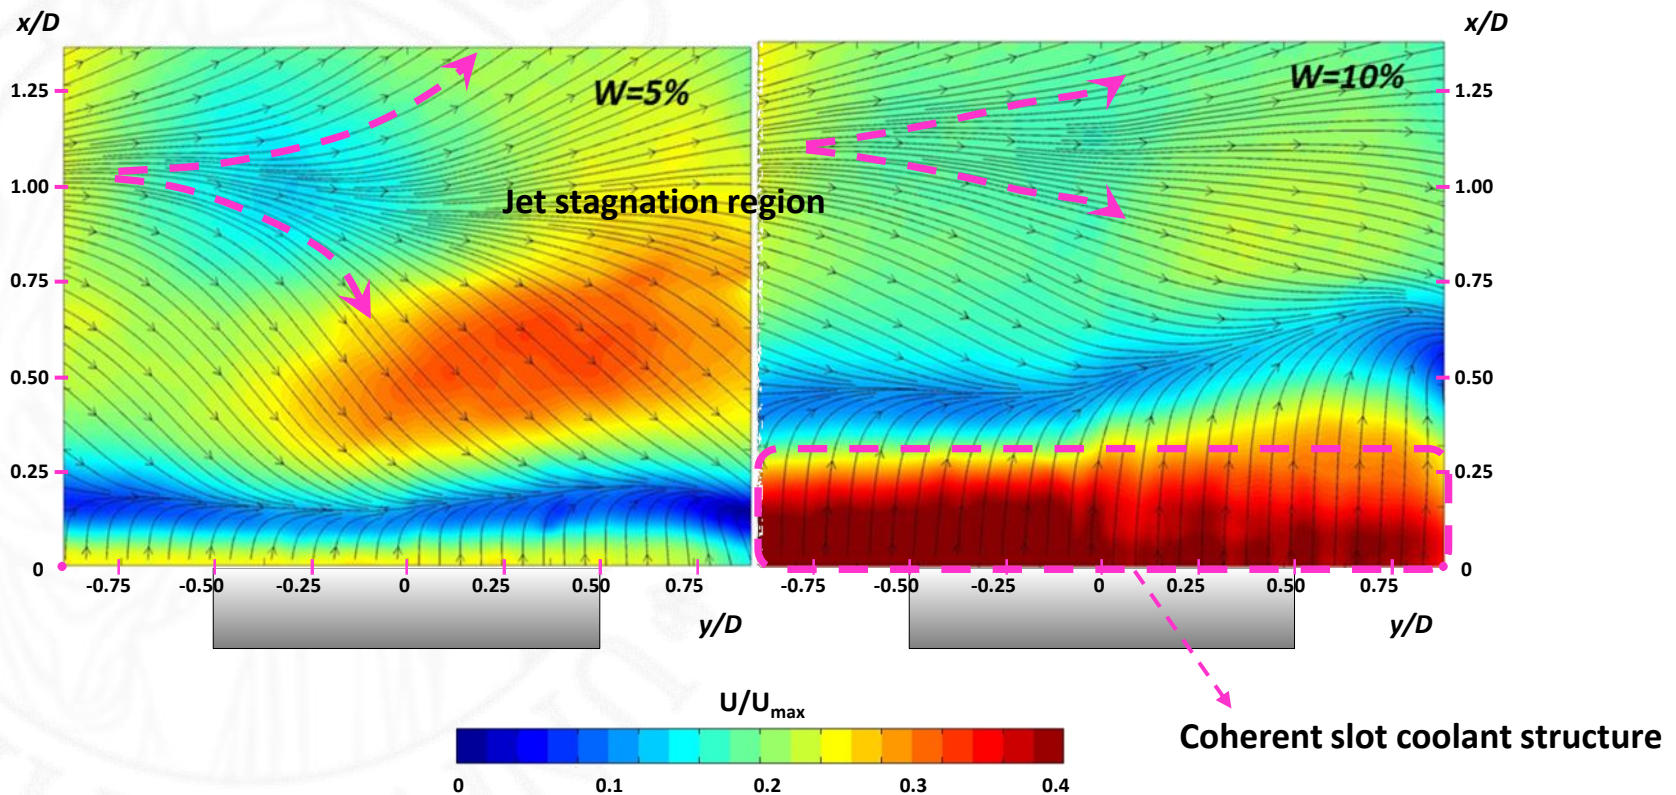 x/D
x/D
W=5%
W=10%
1.25
1.25
1.00
1.00
Jet stagnation region
0.75
0.75
0.50
0.50
0.25
0.25
0
0
-0.75 -0.50 -0.25 0 0.25 0.50 0.75
-0.75 -0.50 -0.25 0 0.25 0.50 0.75
y/D
y/D
U/Umax
0 0.1 0.2 0.3 0.4
Coherent slot coolant structure